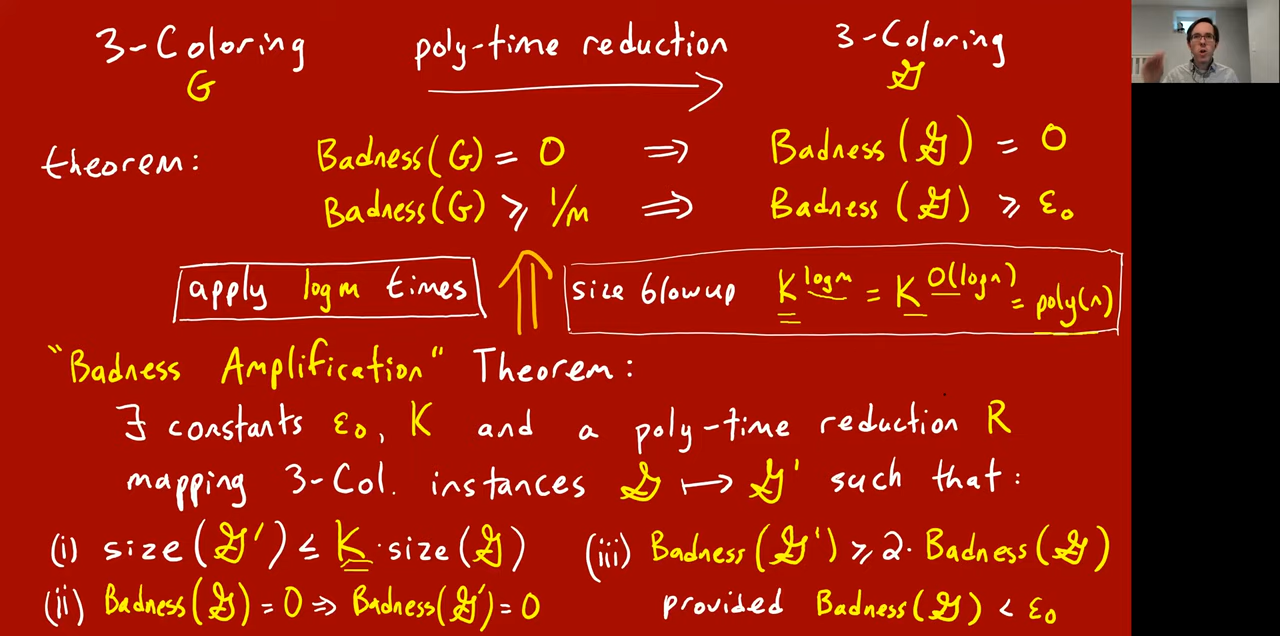 3-Coloring poly-time reduction 3-Coloring
G 𝒢
theorem: Badness(G) = 0 ⇒ Badness(𝒢) = 0
Badness(G) ≥ 1/m ⇒ Badness(𝒢) ≥ ε₀
apply log m times ⇑ size blowup K^{log m} = K^{O(log n)} = poly(n)
"Badness Amplification" Theorem:
∃ constants ε₀, K and a poly-time reduction R
mapping 3-Col. instances 𝒢 ↦ 𝒢' such that:
(i) size(𝒢') ≤ K·size(𝒢) (iii) Badness(𝒢') ≥ 2·Badness(𝒢)
(ii) Badness(𝒢) = 0 ⇒ Badness(𝒢') = 0 provided Badness(𝒢) < ε₀